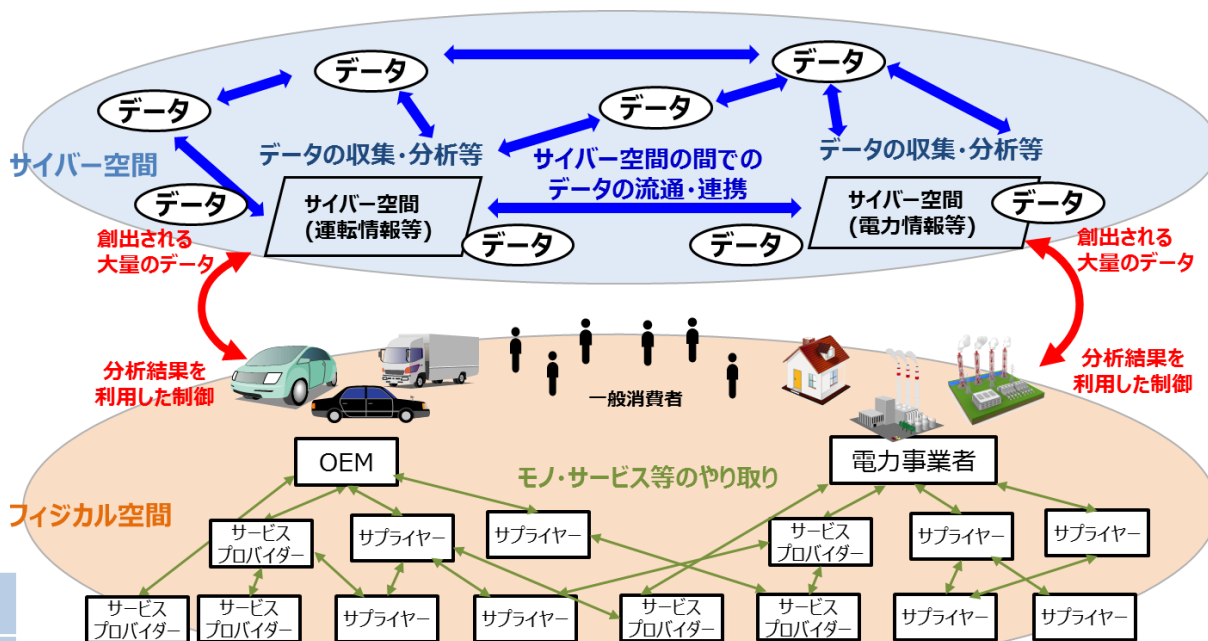 データ
データ
データ
データ
データの収集・分析等
サイバー空間の間での
データの流通・連携
データの収集・分析等
サイバー空間
データ
サイバー空間
(運転情報等)
データ
データ
サイバー空間
(電力情報等)
データ
創出される
大量のデータ
創出される
大量のデータ
分析結果を
利用した制御
一般消費者
分析結果を
利用した制御
OEM
モノ・サービス等のやり取り
電力事業者
フィジカル空間
サービス
プロバイダー
サプライヤー
サプライヤー
サービス
プロバイダー
サプライヤー
サプライヤー
サービス
プロバイダー
サービス
プロバイダー
サプライヤー
サプライヤー
サービス
プロバイダー
サービス
プロバイダー
サプライヤー
サプライヤー